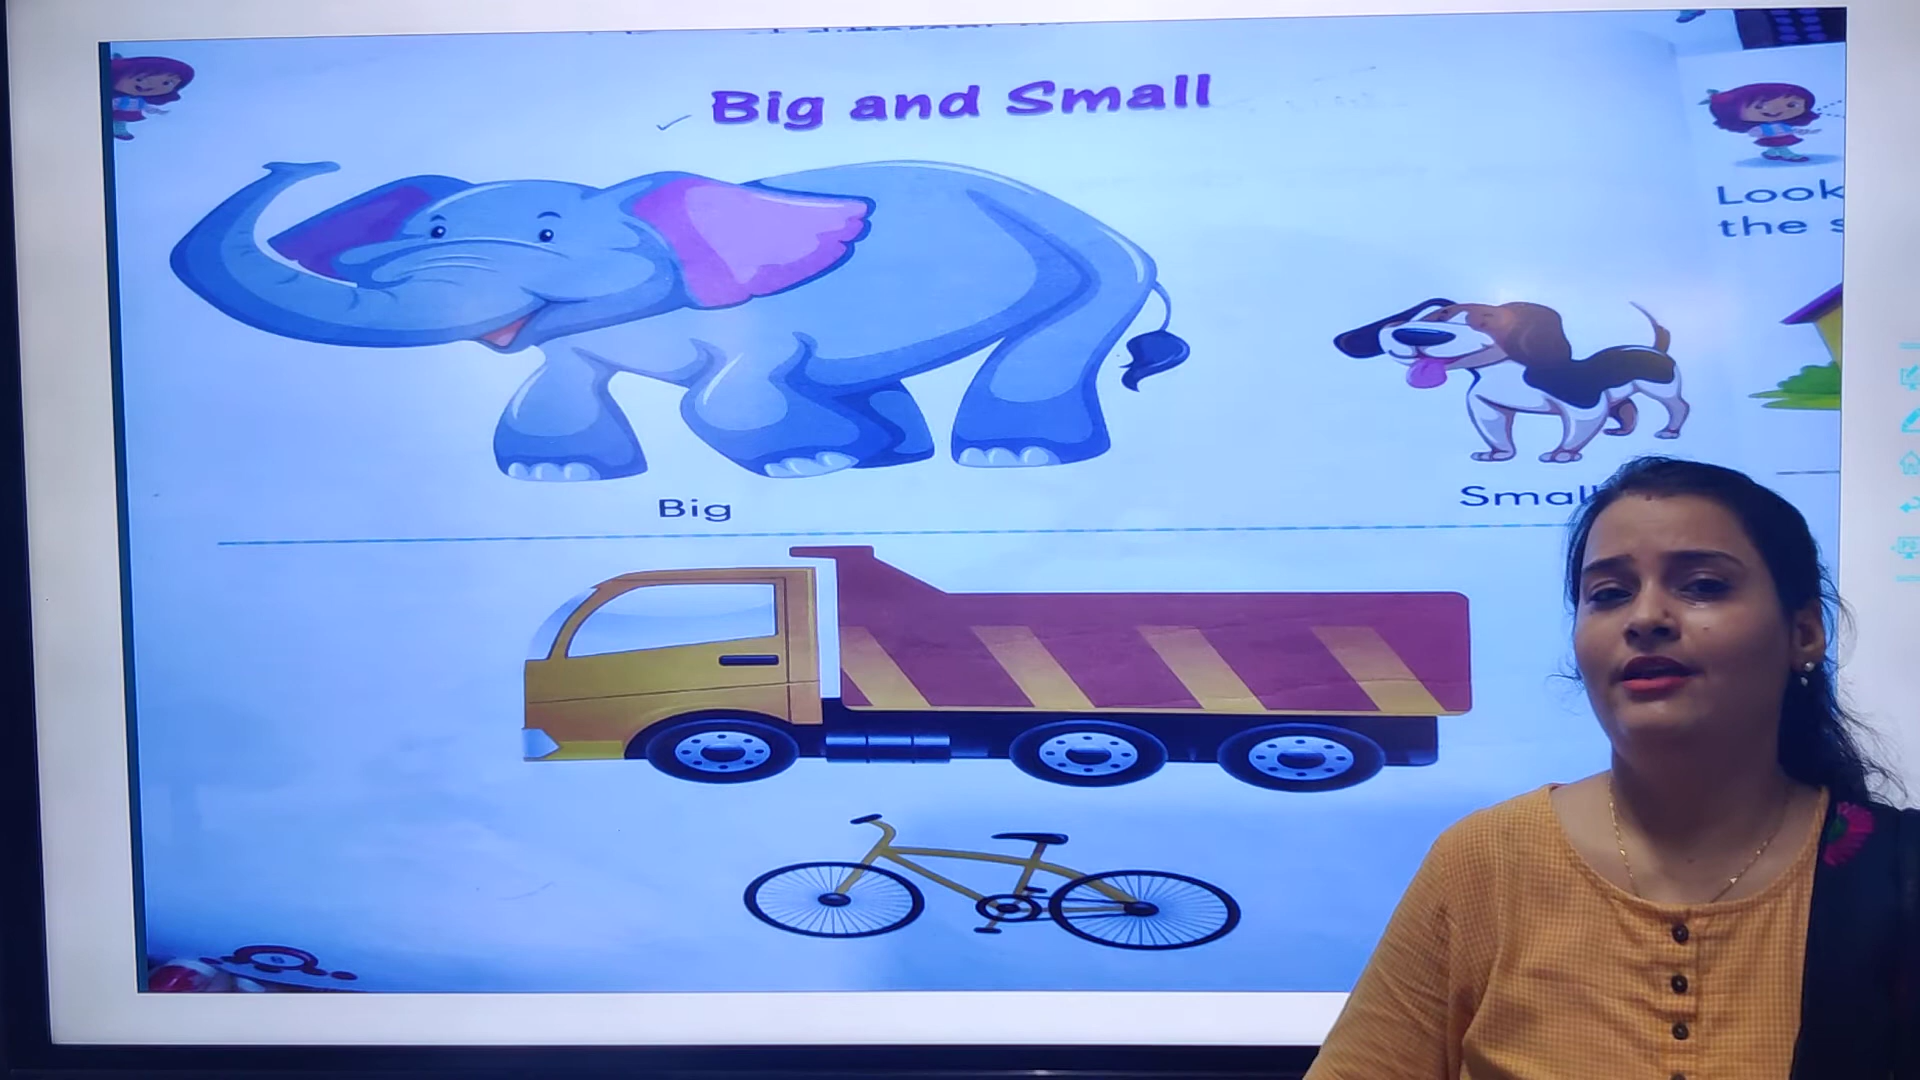 Big and Small
Look
the s
Big
Small